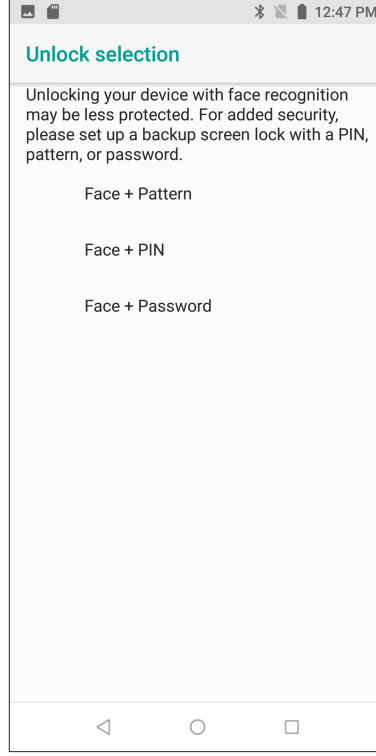 12:47 PM
Unlock selection
Unlocking your device with face recognition
may be less protected. For added security,
please set up a backup screen lock with a PIN,
pattern, or password.
Face + Pattern
Face + PIN
Face + Password